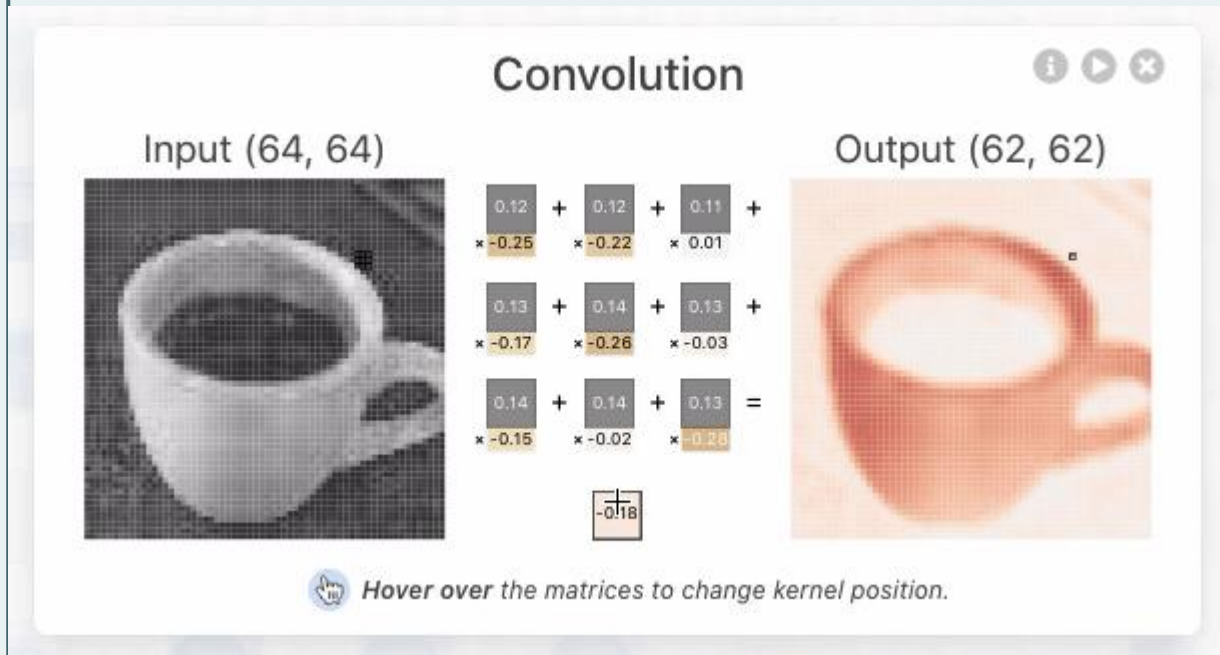 Convolution
Input (64, 64)
Output (62, 62)
0.12 + 0.12 + 0.11 +
× -0.25 × -0.22 × 0.01
0.13 + 0.14 + 0.13 +
× -0.17 × -0.26 × -0.03
0.14 + 0.14 + 0.13 =
× -0.15 × -0.02 × -0.28
-0.18
Hover over the matrices to change kernel position.